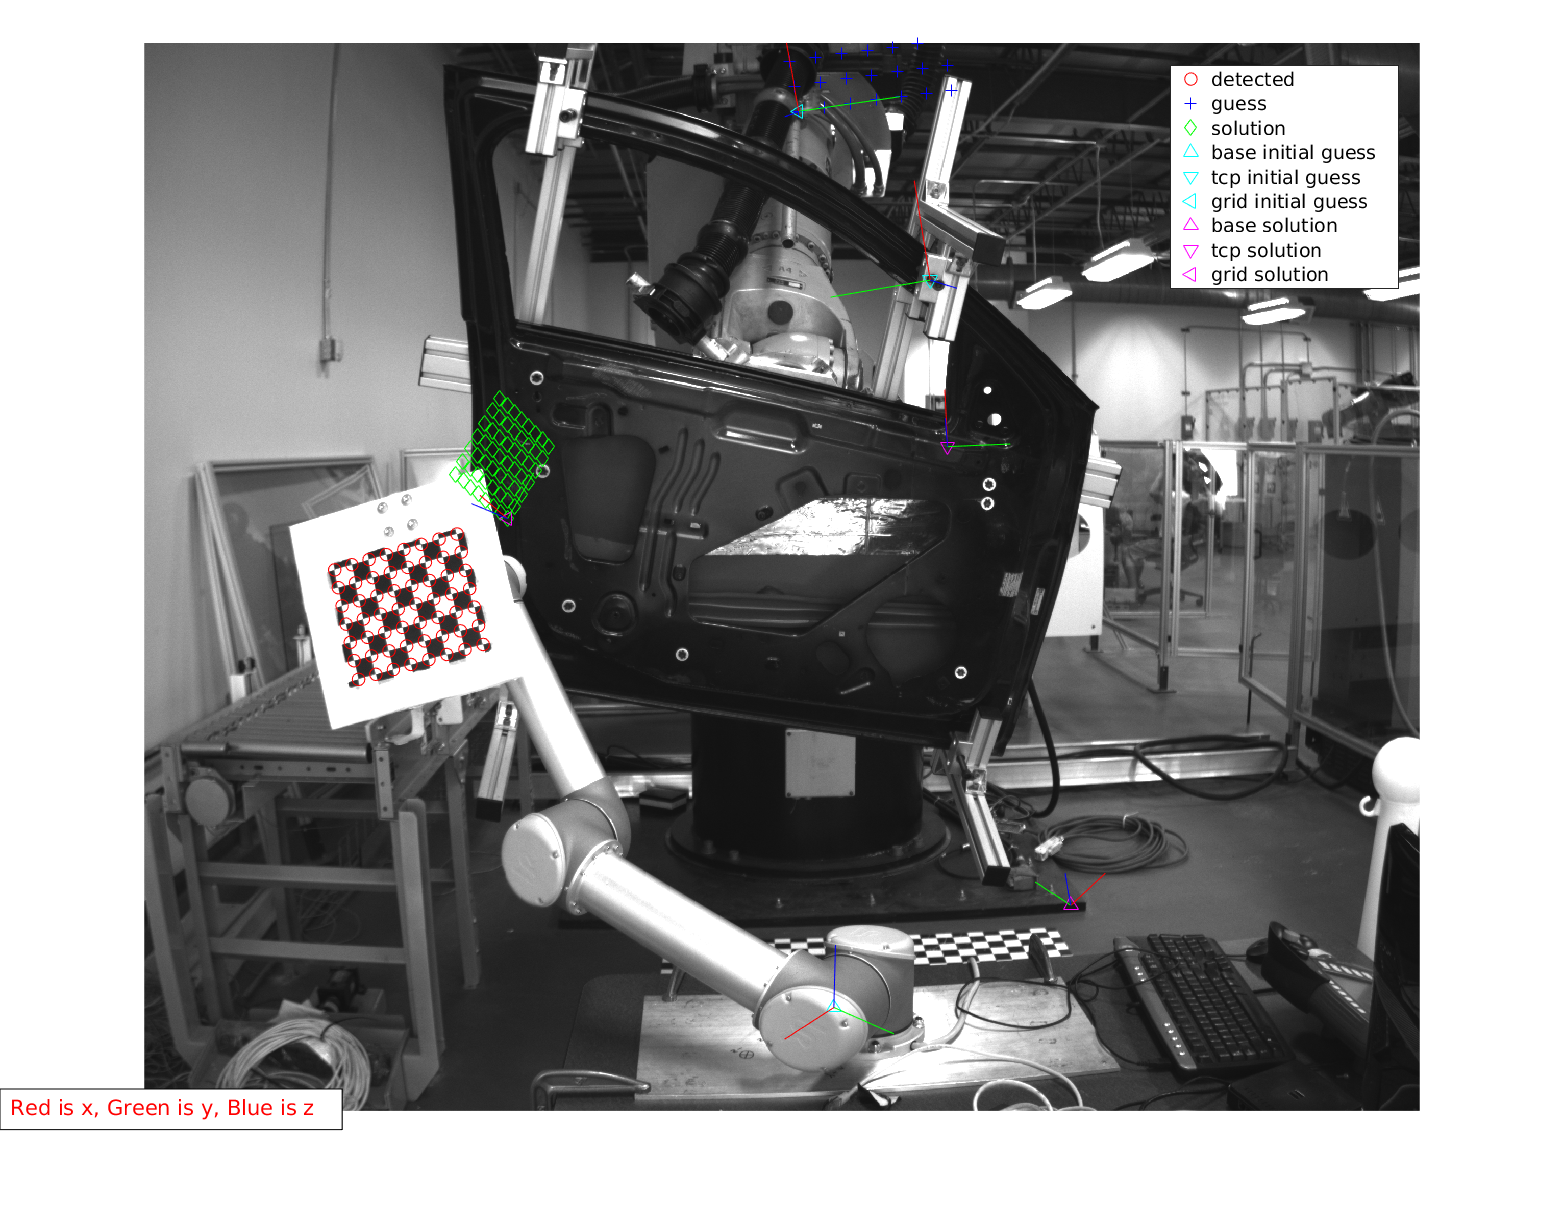 detected
guess
solution
base initial guess
tcp initial guess
grid initial guess
base solution
tcp solution
grid solution
Red is x, Green is y, Blue is z